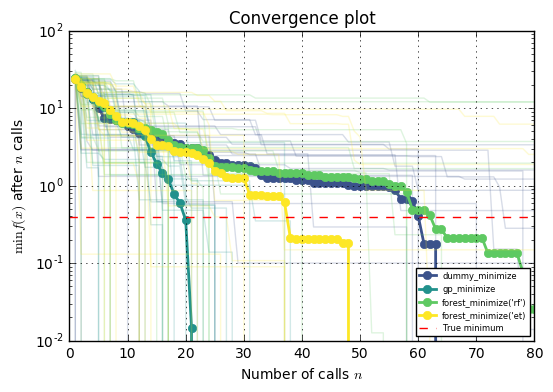 Convergence plot
min f(x) after n calls
10^2
10^1
10^0
10^-1
10^-2
0 10 20 30 40 50 60 70 80
Number of calls n
dummy_minimize
gp_minimize
forest_minimize('rf')
forest_minimize('et')
True minimum